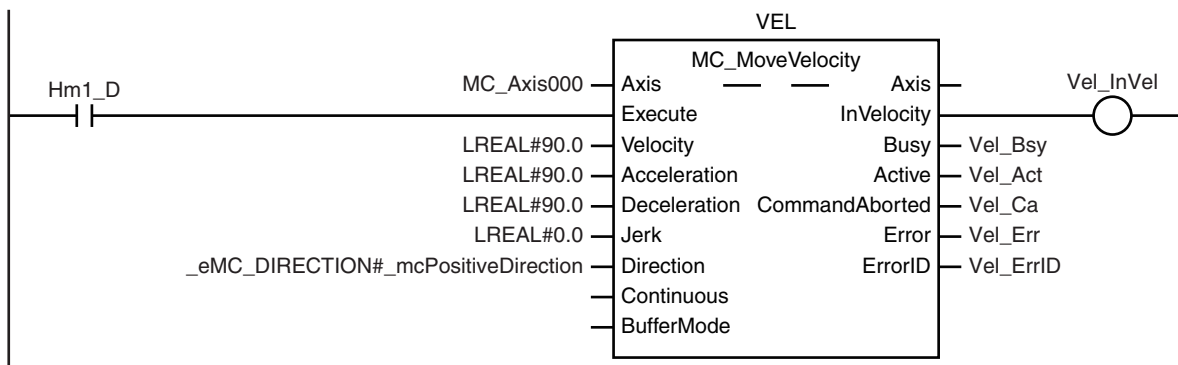 VEL
MC_MoveVelocity
Hm1_D
MC_Axis000 Axis Axis Vel_InVel
Execute InVelocity
LREAL#90.0 Velocity Busy Vel_Bsy
LREAL#90.0 Acceleration Active Vel_Act
LREAL#90.0 Deceleration CommandAborted Vel_Ca
LREAL#0.0 Jerk Error Vel_Err
_eMC_DIRECTION#_mcPositiveDirection Direction ErrorID Vel_ErrID
Continuous
BufferMode